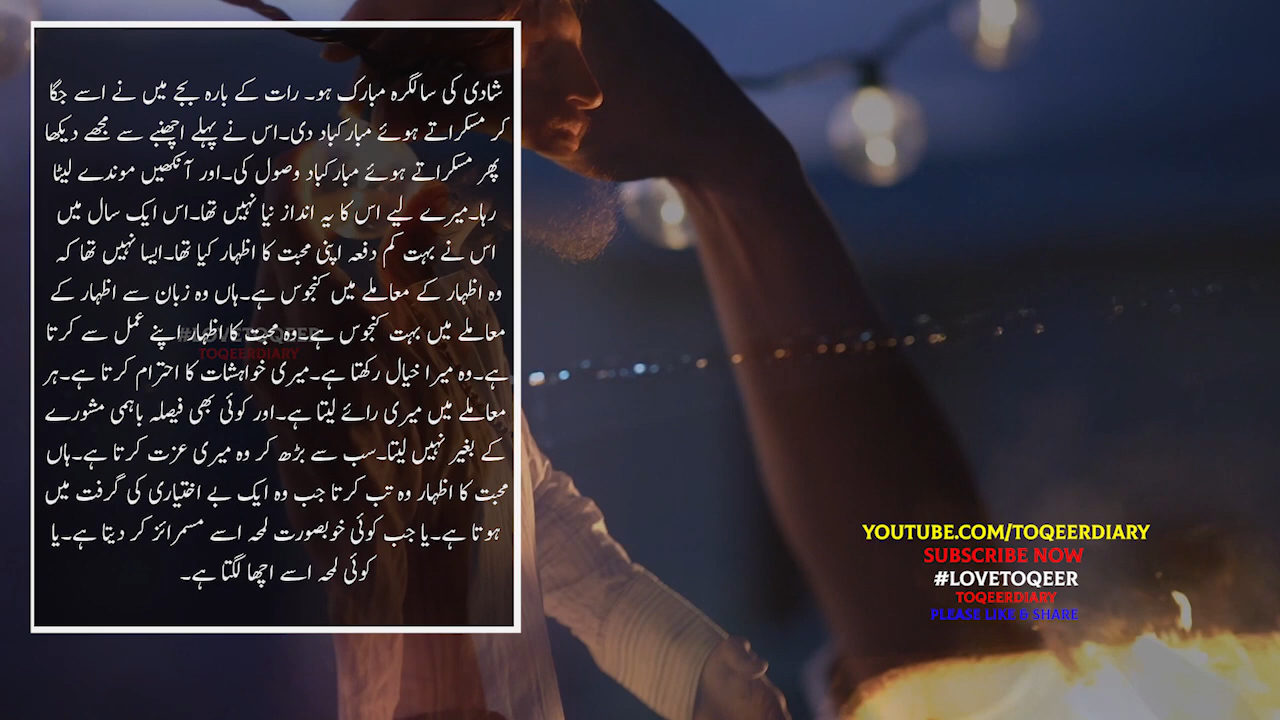 شادی کی سالگرہ مبارک ہو۔ رات کے بارہ بجے میں نے اسے جگا
کر مسکراتے ہوئے مبارکباد دی۔اس نے پہلے اچھنبے سے مجھے دیکھا
پھر مسکراتے ہوئے مبارکباد وصول کی۔اور آنکھیں موندے لیٹا
رہا۔میرے لیے اس کا یہ انداز نیا نہیں تھا۔اس ایک سال میں
اس نے بہت کم دفعہ اپنی محبت کا اظہار کیا تھا۔ایسا نہیں تھا کہ
وہ اظہار کے معاملے میں کنجوس ہے۔ہاں وہ زبان سے اظہار کے
معاملے میں بہت کنجوس ہے۔وہ محبت کا اظہار اپنے عمل سے کرتا
ہے۔وہ میرا خیال رکھتا ہے۔میری خواہشات کا احترام کرتا ہے۔ہر
معاملے میں میری رائے لیتا ہے۔اور کوئی بھی فیصلہ باہمی مشورے
کے بغیر نہیں لیتا۔سب سے بڑھ کر وہ میری عزت کرتا ہے۔ہاں
محبت کا اظہار وہ تب کرتا جب وہ ایک بے اختیاری کی گرفت میں
ہوتا ہے۔یا جب کوئی خوبصورت لمحہ اسے مسمرائز کر دیتا ہے۔یا
کوئی لمحہ اسے اچھا لگتا ہے۔
#LOVETOQEER
TOQEERDIARY
YOUTUBE.COM/TOQEERDIARY
SUBSCRIBE NOW
#LOVETOQEER
TOQEERDIARY
PLEASE LIKE & SHARE